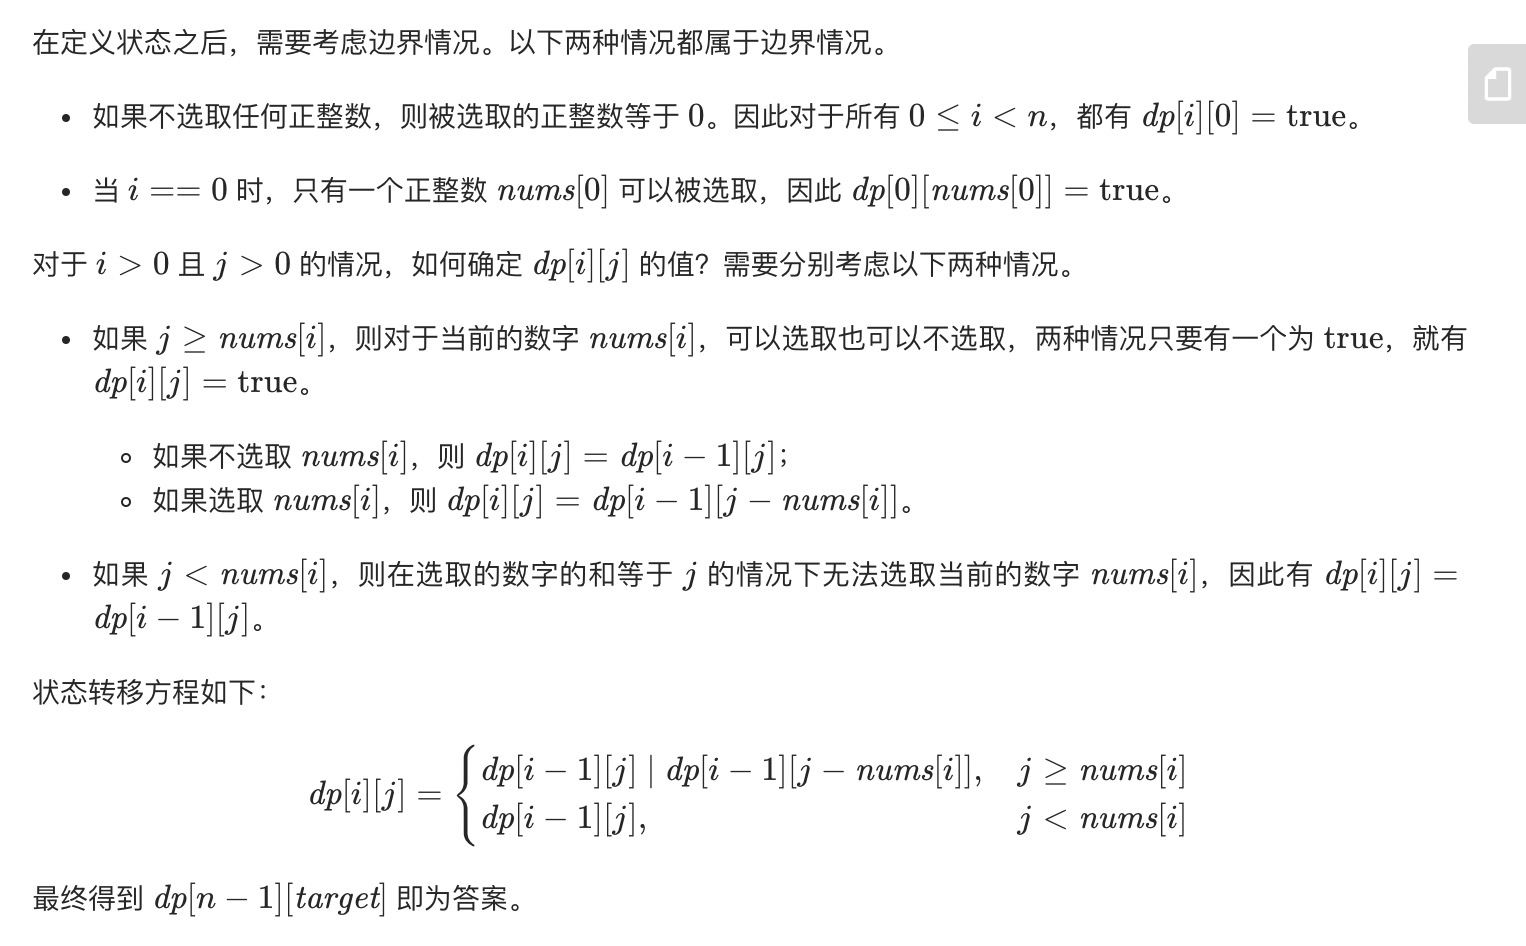 在定义状态之后，需要考虑边界情况。以下两种情况都属于边界情况。
• 如果不选取任何正整数，则被选取的正整数等于 0。因此对于所有 0 ≤ i < n，都有 dp[i][0] = true。
• 当 i == 0 时，只有一个正整数 nums[0] 可以被选取，因此 dp[0][nums[0]] = true。
对于 i > 0 且 j > 0 的情况，如何确定 dp[i][j] 的值？需要分别考虑以下两种情况。
• 如果 j ≥ nums[i]，则对于当前的数字 nums[i]，可以选取也可以不选取，两种情况只要有一个为 true，就有
dp[i][j] = true。
◦ 如果不选取 nums[i]，则 dp[i][j] = dp[i − 1][j]；
◦ 如果选取 nums[i]，则 dp[i][j] = dp[i − 1][j − nums[i]]。
• 如果 j < nums[i]，则在选取的数字的和等于 j 的情况下无法选取当前的数字 nums[i]，因此有 dp[i][j] =
dp[i − 1][j]。
状态转移方程如下：
dp[i][j] = { dp[i − 1][j] | dp[i − 1][j − nums[i]], j ≥ nums[i]
dp[i − 1][j], j < nums[i]
最终得到 dp[n − 1][target] 即为答案。